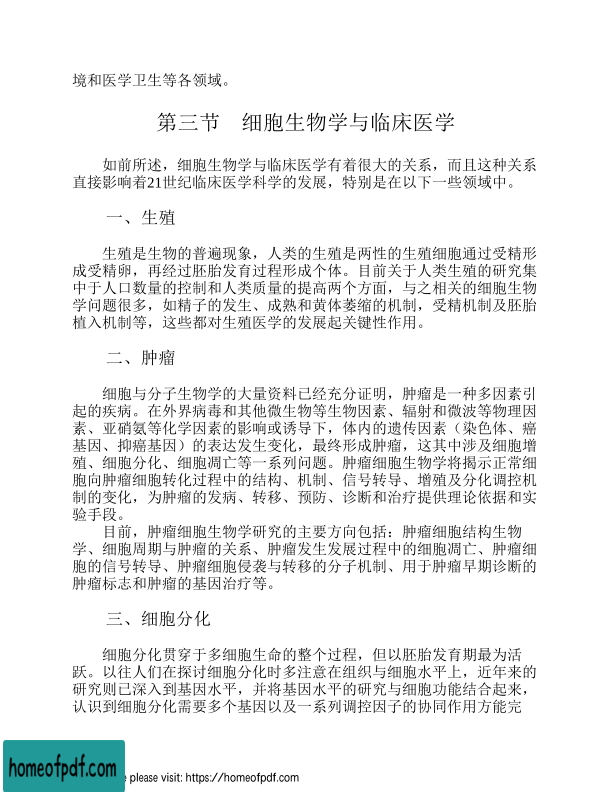 境和医学卫生等各领域。
第三节　细胞生物学与临床医学
如前所述，细胞生物学与临床医学有着很大的关系，而且这种关系
直接影响着21世纪临床医学科学的发展，特别是在以下一些领域中。
一、生殖
生殖是生物的普遍现象，人类的生殖是两性的生殖细胞通过受精形
成受精卵，再经过胚胎发育过程形成个体。目前关于人类生殖的研究集
中于人口数量的控制和人类质量的提高两个方面，与之相关的细胞生物
学问题很多，如精子的发生、成熟和黄体萎缩的机制，受精机制及胚胎
植入机制等，这些都对生殖医学的发展起关键性作用。
二、肿瘤
细胞与分子生物学的大量资料已经充分证明，肿瘤是一种多因素引
起的疾病。在外界病毒和其他微生物等生物因素、辐射和微波等物理因
素、亚硝氨等化学因素的影响或诱导下，体内的遗传因素（染色体、癌
基因、抑癌基因）的表达发生变化，最终形成肿瘤，这其中涉及细胞增
殖、细胞分化、细胞凋亡等一系列问题。肿瘤细胞生物学将揭示正常细
胞向肿瘤细胞转化过程中的结构、机制、信号转导、增殖及分化调控机
制的变化，为肿瘤的发病、转移、预防、诊断和治疗提供理论依据和实
验手段。
目前，肿瘤细胞生物学研究的主要方向包括：肿瘤细胞结构生物
学、细胞周期与肿瘤的关系、肿瘤发生发展过程中的细胞凋亡、肿瘤细
胞的信号转导、肿瘤细胞侵袭与转移的分子机制、用于肿瘤早期诊断的
肿瘤标志和肿瘤的基因治疗等。
三、细胞分化
细胞分化贯穿于多细胞生命的整个过程，但以胚胎发育期最为活
跃。以往人们在探讨细胞分化时多注意在组织与细胞水平上，近年来的
研究则已深入到基因水平，并将基因水平的研究与细胞功能结合起来，
认识到细胞分化需要多个基因以及一系列调控因子的协同作用方能完
homeofpdf.com
please visit: https://homeofpdf.com